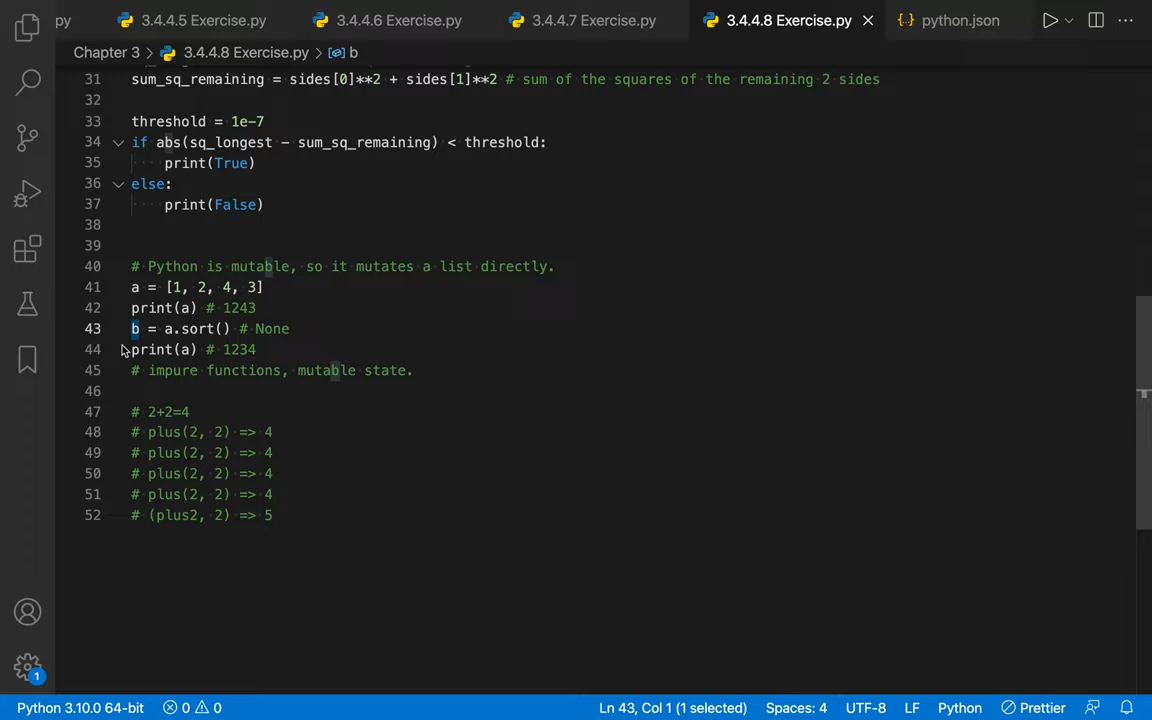 py 3.4.4.5 Exercise.py 3.4.4.6 Exercise.py 3.4.4.7 Exercise.py 3.4.4.8 Exercise.py python.json
Chapter 3 > 3.4.4.8 Exercise.py > b
31 sum_sq_remaining = sides[0]**2 + sides[1]**2 # sum of the squares of the remaining 2 sides
32
33 threshold = 1e-7
34 if abs(sq_longest - sum_sq_remaining) < threshold:
35 print(True)
36 else:
37 print(False)
38
39
40 # Python is mutable, so it mutates a list directly.
41 a = [1, 2, 4, 3]
42 print(a) # 1243
43 b = a.sort() # None
44 print(a) # 1234
45 # impure functions, mutable state.
46
47 # 2+2=4
48 # plus(2, 2) => 4
49 # plus(2, 2) => 4
50 # plus(2, 2) => 4
51 # plus(2, 2) => 4
52 # (plus2, 2) => 5
1
Python 3.10.0 64-bit 0 0 Ln 43, Col 1 (1 selected) Spaces: 4 UTF-8 LF Python Prettier